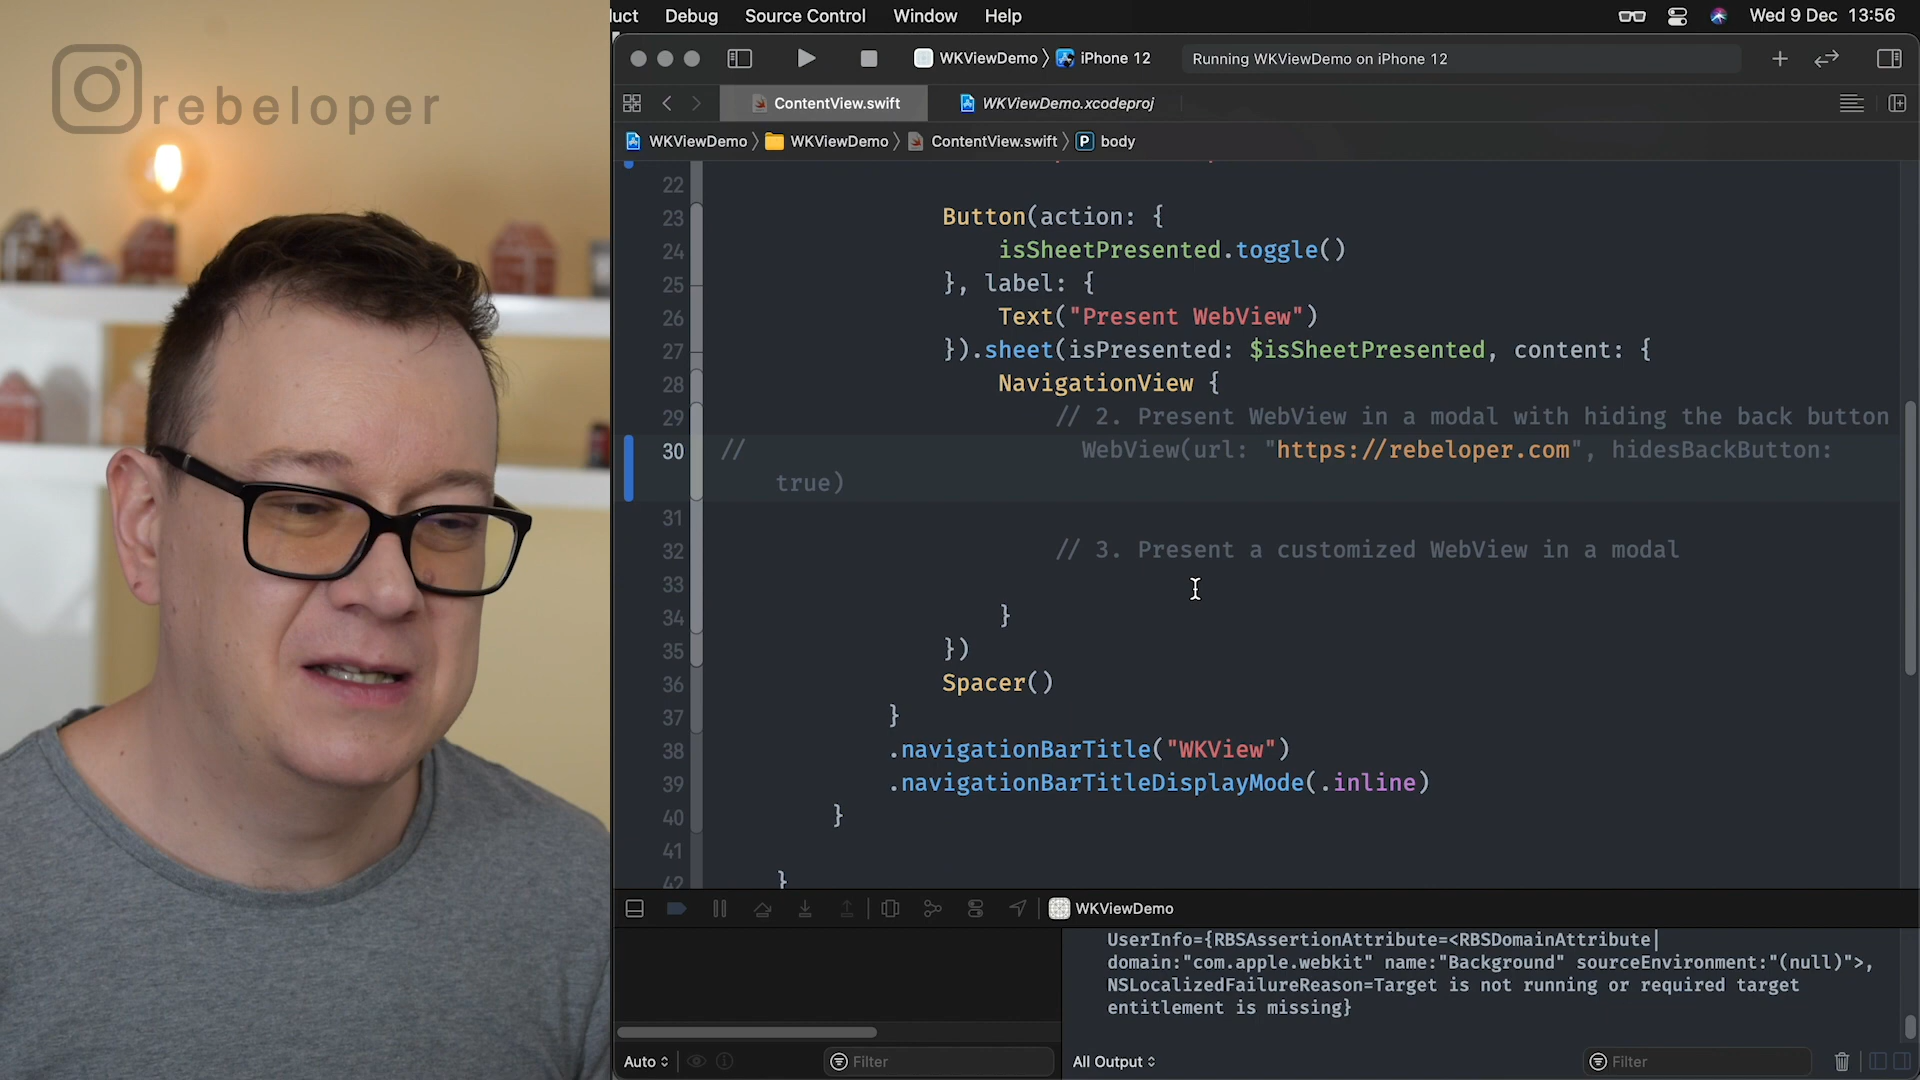 uct Debug Source Control Window Help Wed 9 Dec 13:56
rebeloper
WKViewDemo 〉 iPhone 12 Running WKViewDemo on iPhone 12
ContentView.swift WKViewDemo.xcodeproj
WKViewDemo 〉 WKViewDemo 〉 ContentView.swift 〉 P body
22
23 Button(action: {
24 isSheetPresented.toggle()
25 }, label: {
26 Text("Present WebView")
27 }).sheet(isPresented: $isSheetPresented, content: {
28 NavigationView {
29 // 2. Present WebView in a modal with hiding the back button
30 // WebView(url: "https://rebeloper.com", hidesBackButton:
true)
31
32 // 3. Present a customized WebView in a modal
33
34 }
35 })
36 Spacer()
37 }
38 .navigationBarTitle("WKView")
39 .navigationBarTitleDisplayMode(.inline)
40 }
41
42 }
WKViewDemo
UserInfo={RBSAssertionAttribute=<RBSDomainAttribute|
domain:"com.apple.webkit" name:"Background" sourceEnvironment:"(null)">,
NSLocalizedFailureReason=Target is not running or required target
entitlement is missing}
Auto Filter All Output Filter